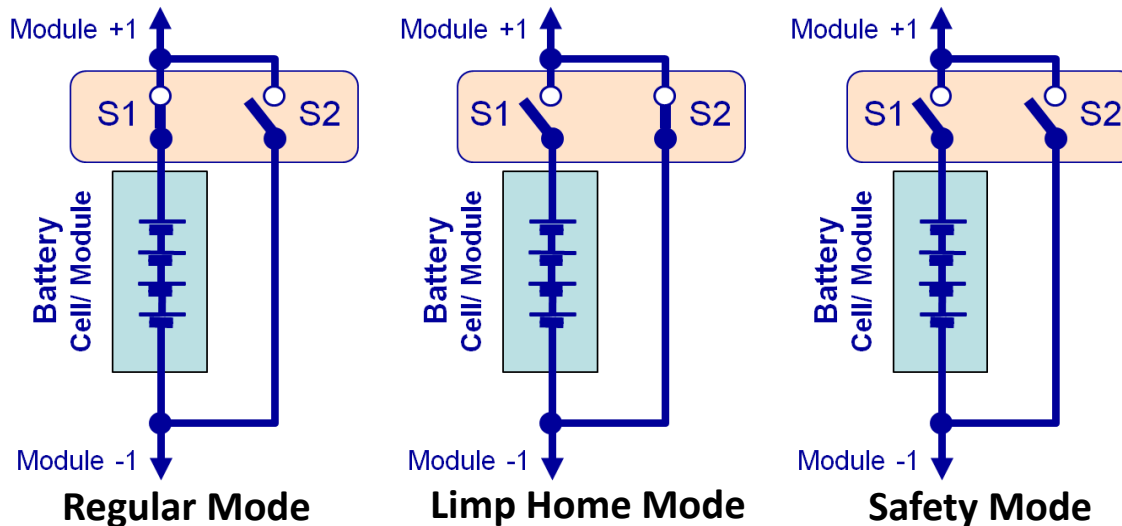 Module +1
S1
S2
Battery
Cell/ Module
Module -1
Regular Mode
Module +1
S1
S2
Battery
Cell/ Module
Module -1
Limp Home Mode
Module +1
S1
S2
Battery
Cell/ Module
Module -1
Safety Mode